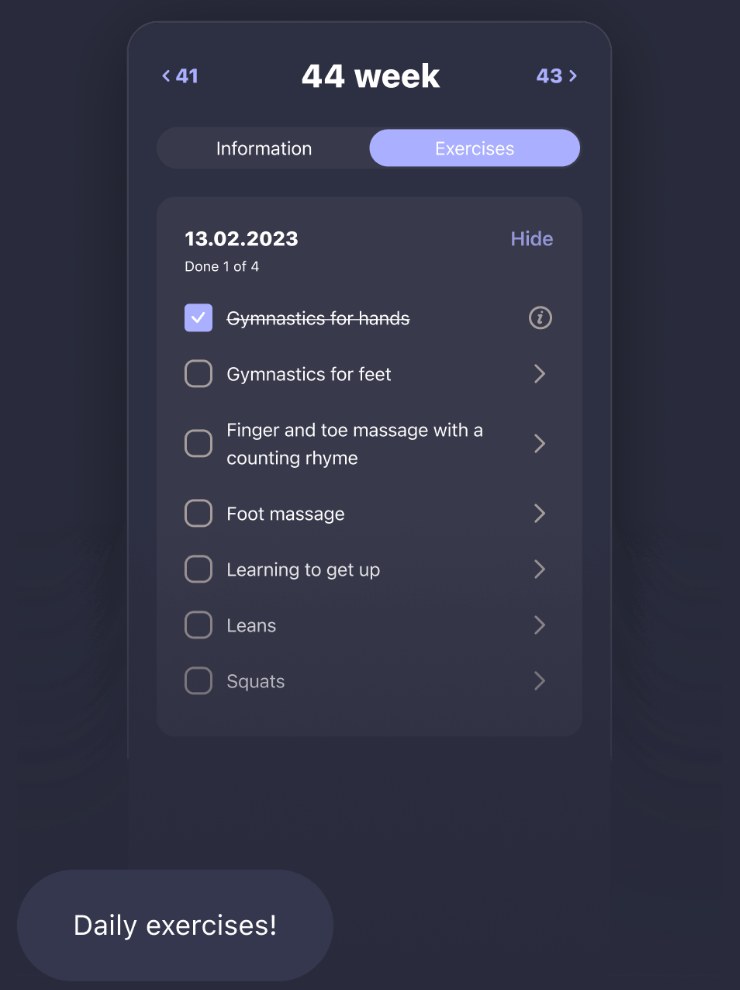 41
44 week
43
Information
Exercises
13.02.2023
Hide
Done 1 of 4
Gymnastics for hands
Gymnastics for feet
Finger and toe massage with a
counting rhyme
Foot massage
Learning to get up
Leans
Squats
Daily exercises!